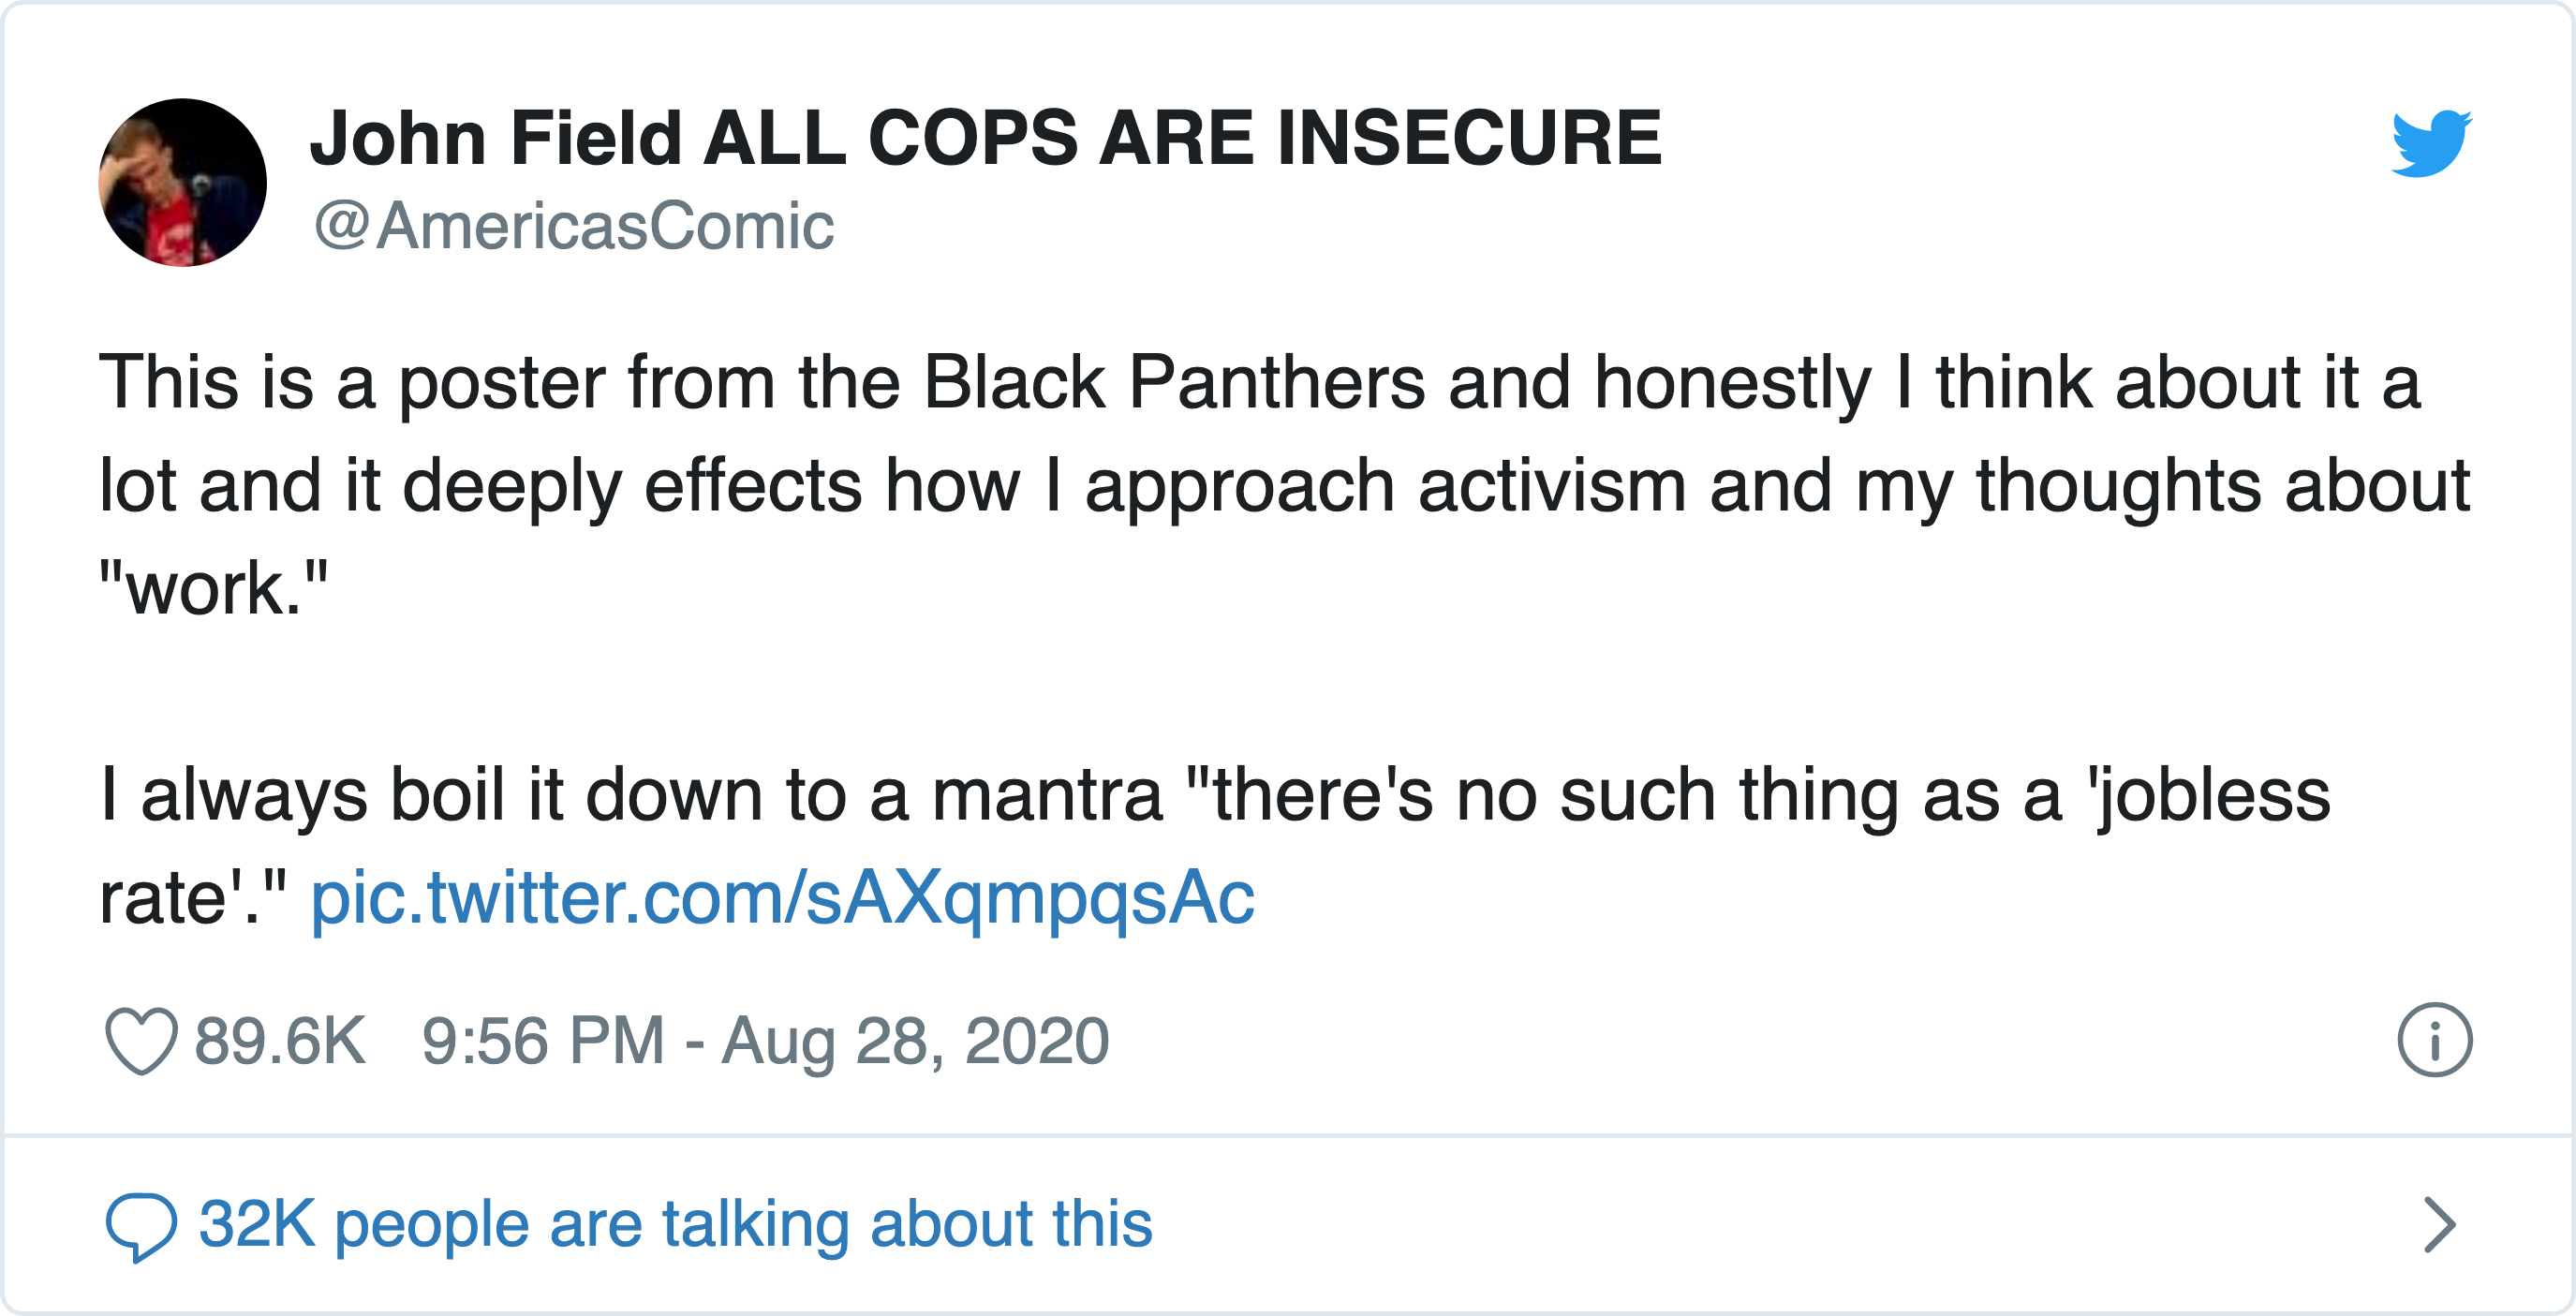 John Field ALL COPS ARE INSECURE
@AmericasComic
This is a poster from the Black Panthers and honestly I think about it a
lot and it deeply effects how I approach activism and my thoughts about
"work."
I always boil it down to a mantra "there's no such thing as a 'jobless
rate'." pic.twitter.com/sAXqmpqsAc
89.6K 9:56 PM - Aug 28, 2020
32K people are talking about this